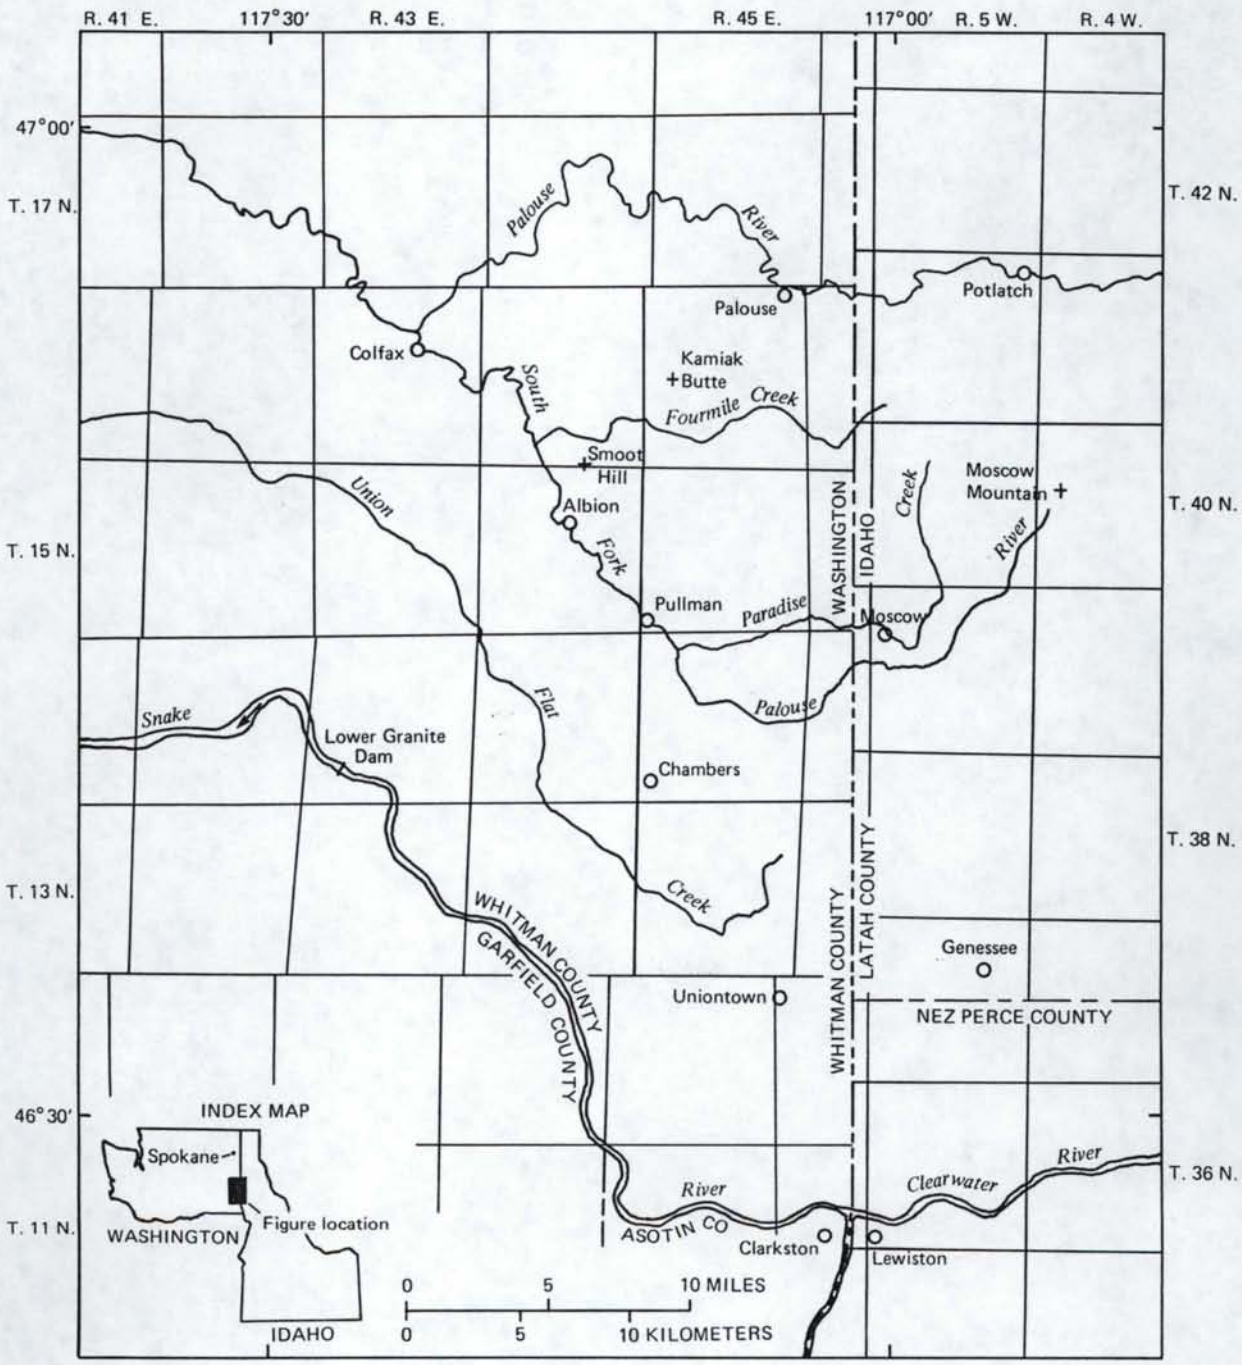 R. 41 E. 117°30' R. 43 E. R. 45 E. 117°00' R. 5 W. R. 4 W.
47°00'
T. 17 N.
T. 42 N.
Palouse
River
Potlatch
Palouse
Colfax
Kamiak
Butte
South
Fourmile Creek
Smoot
Hill
Moscow
Mountain
Creek
T. 40 N.
Union
Albion
WASHINGTON
IDAHO
River
T. 15 N.
Fork
Pullman
Paradise
Moscow
Flat
Palouse
Snake
Lower Granite
Dam
Chambers
T. 38 N.
T. 13 N.
Creek
WHITMAN COUNTY
GARFIELD COUNTY
WHITMAN COUNTY
LATAH COUNTY
Genessee
Uniontown
NEZ PERCE COUNTY
46°30'
INDEX MAP
Spokane
Figure location
WASHINGTON
IDAHO
River
Clearwater
River
T. 36 N.
T. 11 N.
ASOTIN CO
Clarkston
Lewiston
0 5 10 MILES
0 5 10 KILOMETERS